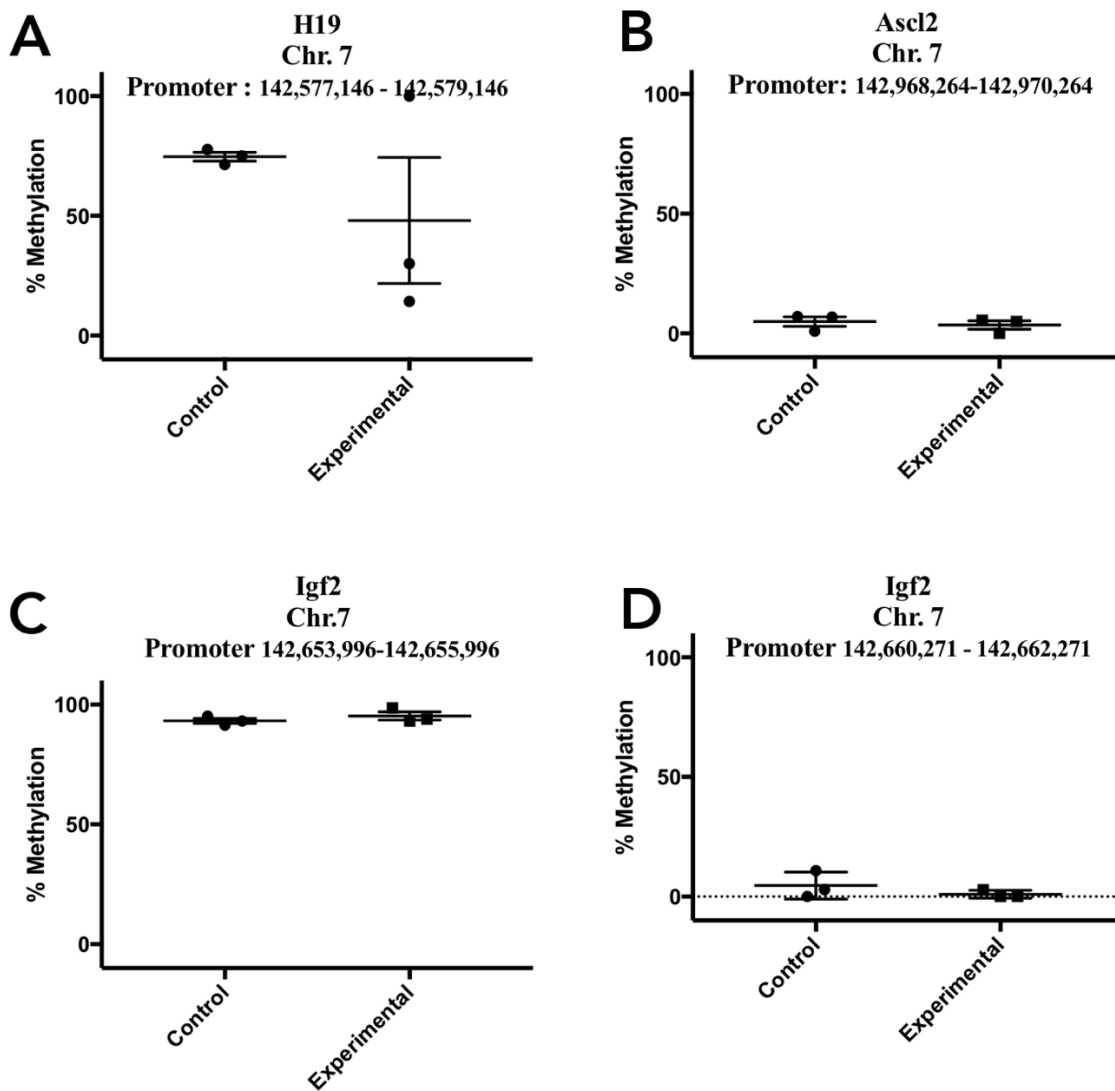 A
H19
Chr. 7
Promoter : 142,577,146 - 142,579,146
% Methylation
100
50
0
Control
Experimental
B
Ascl2
Chr. 7
Promoter: 142,968,264-142,970,264
% Methylation
100
50
0
Control
Experimental
C
Igf2
Chr.7
Promoter 142,653,996-142,655,996
% Methylation
100
50
0
Control
Experimental
D
Igf2
Chr. 7
Promoter 142,660,271 - 142,662,271
% Methylation
100
50
0
Control
Experimental